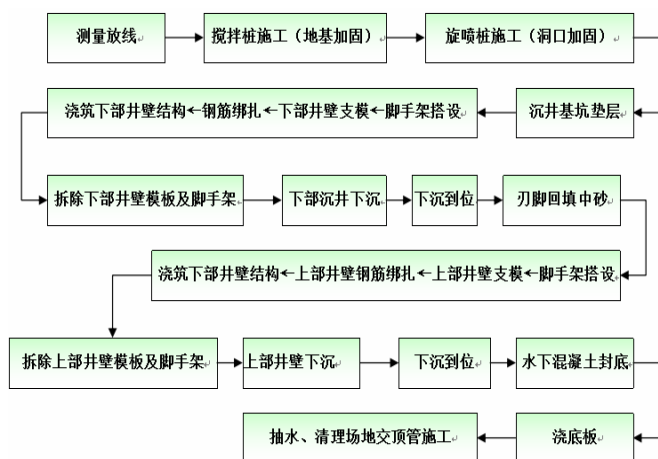 测量放线
搅拌桩施工（地基加固）
旋喷桩施工（洞口加固）
浇筑下部井壁结构←钢筋绑扎←下部井壁支模←脚手架搭设
沉井基坑垫层
拆除下部井壁模板及脚手架
下部沉井下沉
下沉到位
刃脚回填中砂
浇筑下部井壁结构←上部井壁钢筋绑扎←上部井壁支模←脚手架搭设
拆除上部井壁模板及脚手架
上部井壁下沉
下沉到位
水下混凝土封底
抽水、清理场地交顶管施工
浇底板